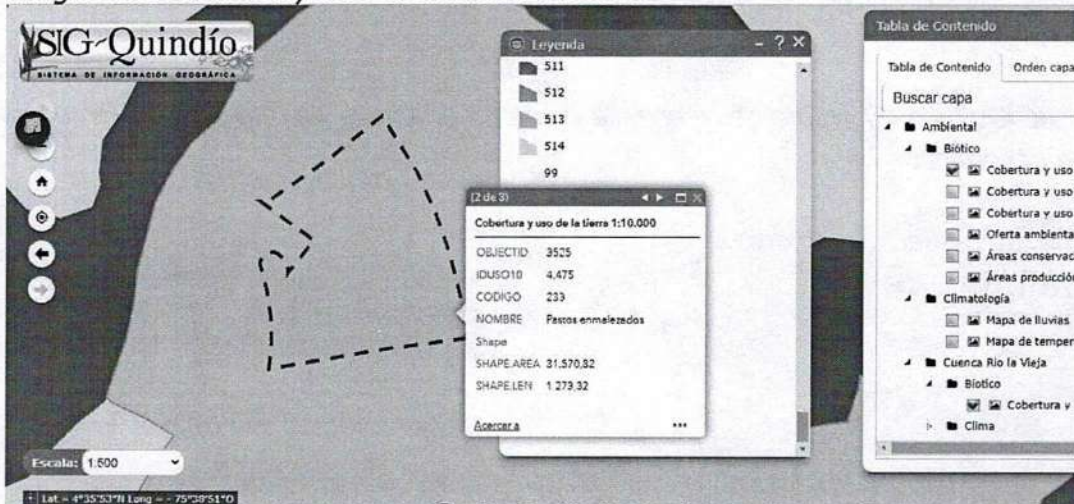 SIG-Quindío
SISTEMA DE INFORMACIÓN GEOGRÁFICA
Escala: 1:500
Lat = 4°35'53"N Long = - 75°38'51"O
Leyenda
511
512
513
514
99
(2 de 3)
Cobertura y uso de la tierra 1:10.000
OBJECTID 3525
IDUSO10 4.475
CODIGO 233
NOMBRE Pastos enmalezados
Shape
SHAPE.AREA 31.570,82
SHAPE.LEN 1.273,32
Acercar a
Tabla de Contenido
Tabla de Contenido Orden capa
Buscar capa
Ambiental
Biótico
Cobertura y uso
Cobertura y uso
Cobertura y uso
Oferta ambienta
Áreas conservac
Áreas producción
Climatología
Mapa de lluvias
Mapa de temper
Cuenca Rio la Vieja
Biotico
Cobertura y
Clima